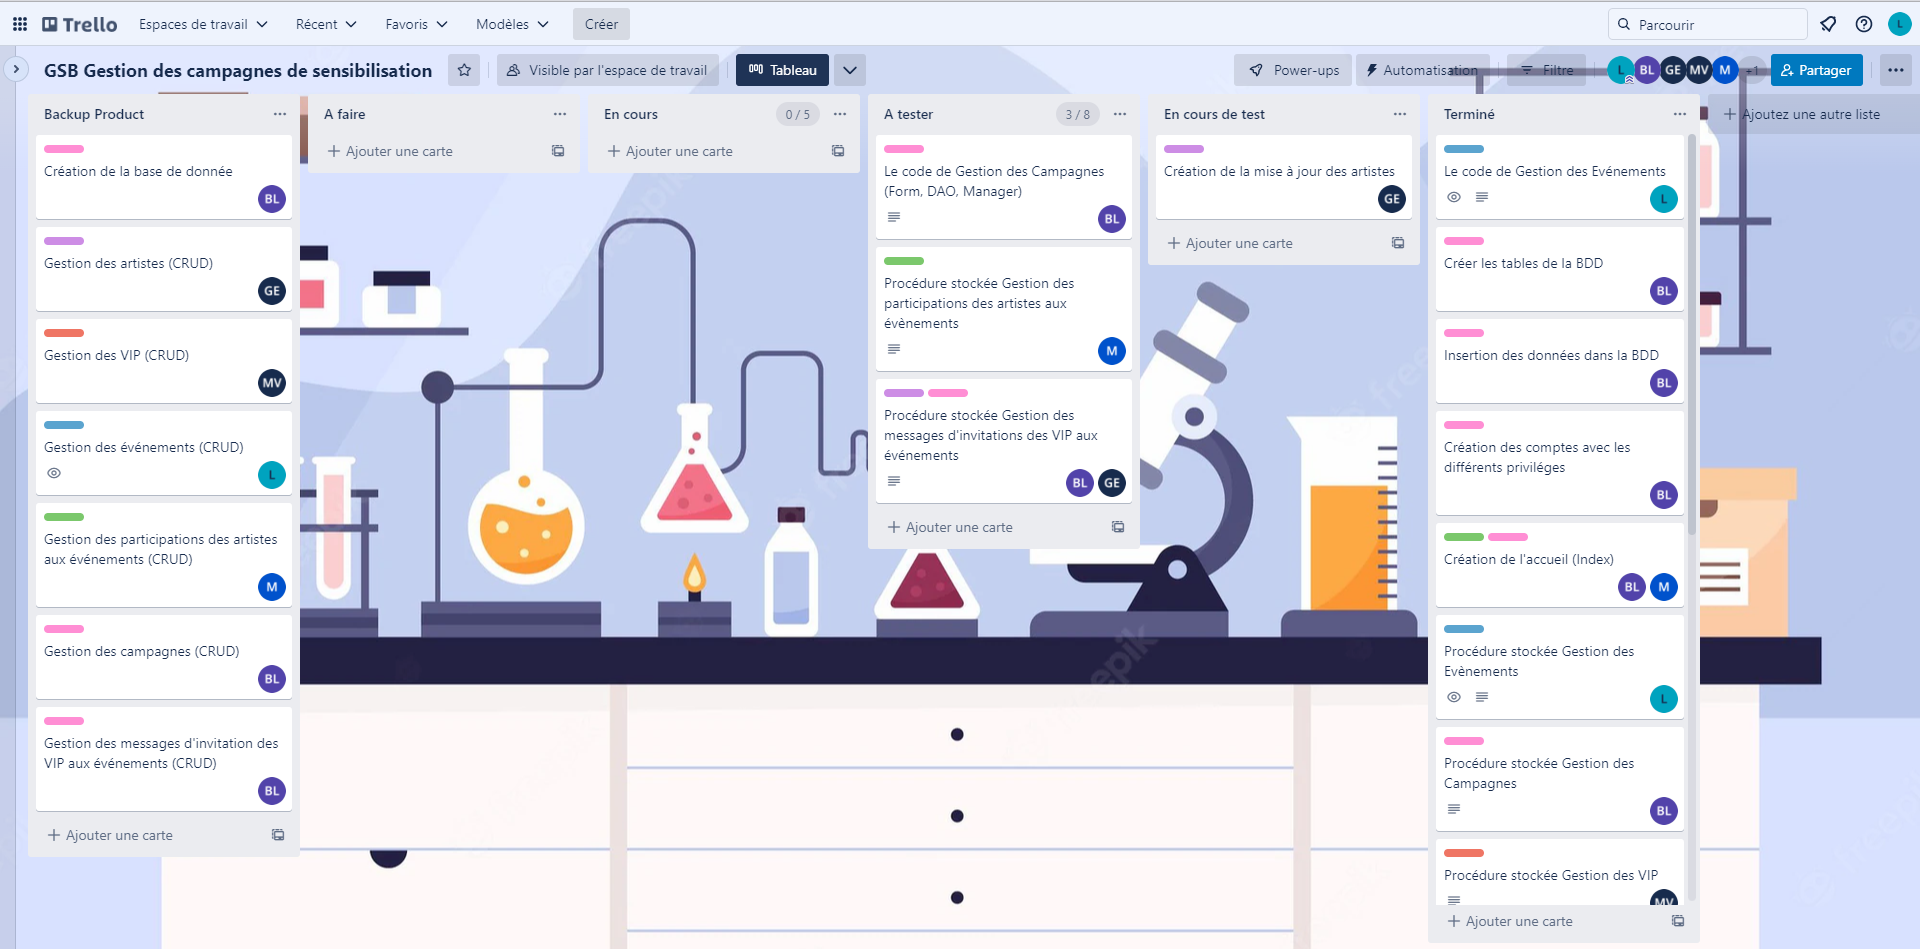 Trello
Espaces de travail
Récent
Favoris
Modèles
Créer
Parcourir
L
GSB Gestion des campagnes de sensibilisation
Visible par l'espace de travail
Tableau
Power-ups
Automatisation
Filtre
L
BL
GE
MV
M
+1
Partager
Backup Product
Création de la base de donnée
BL
Gestion des artistes (CRUD)
GE
Gestion des VIP (CRUD)
MV
Gestion des événements (CRUD)
L
Gestion des participations des artistes
aux événements (CRUD)
M
Gestion des campagnes (CRUD)
BL
Gestion des messages d'invitation des
VIP aux événements (CRUD)
BL
+ Ajouter une carte
A faire
+ Ajouter une carte
En cours
0 / 5
+ Ajouter une carte
A tester
3 / 8
Le code de Gestion des Campagnes
(Form, DAO, Manager)
BL
Procédure stockée Gestion des
participations des artistes aux
évènements
M
Procédure stockée Gestion des
messages d'invitations des VIP aux
événements
BL
GE
+ Ajouter une carte
En cours de test
Création de la mise à jour des artistes
GE
+ Ajouter une carte
Terminé
Le code de Gestion des Evénements
L
Créer les tables de la BDD
BL
Insertion des données dans la BDD
BL
Création des comptes avec les
différents priviléges
BL
Création de l'accueil (Index)
BL
M
Procédure stockée Gestion des
Evènements
L
Procédure stockée Gestion des
Campagnes
BL
Procédure stockée Gestion des VIP
MV
+ Ajouter une carte
+ Ajoutez une autre liste
freepik